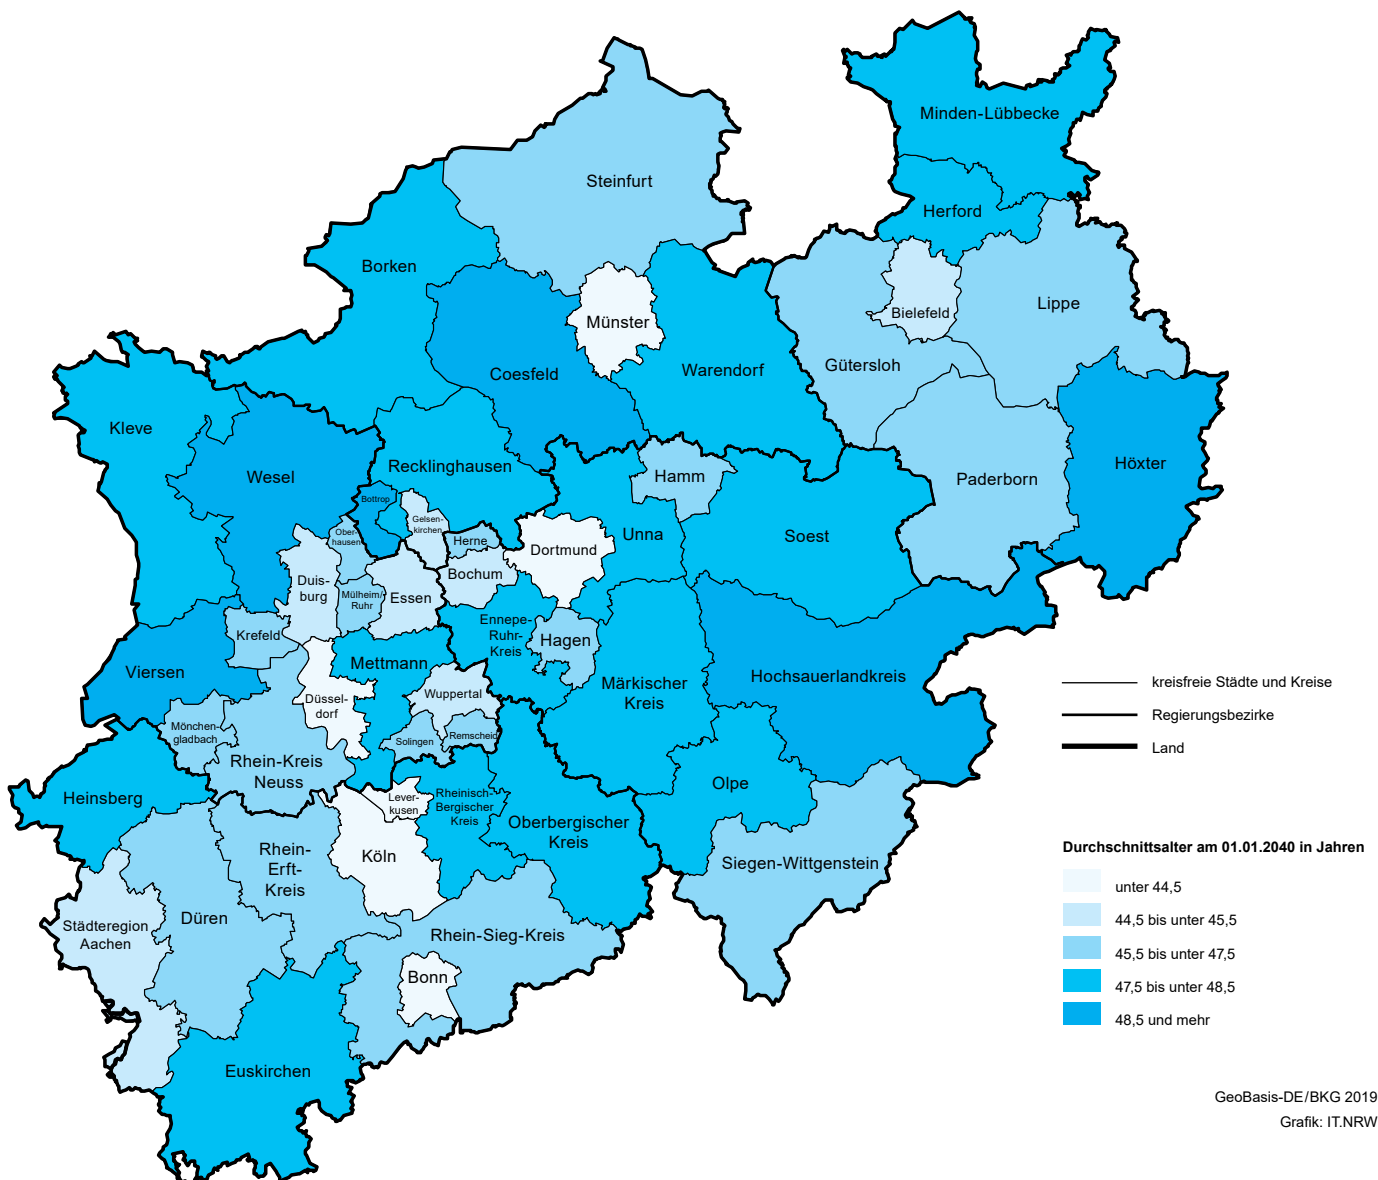 Minden-Lübbecke
Steinfurt
Herford
Borken
Lippe
Bielefeld
Münster
Gütersloh
Warendorf
Coesfeld
Kleve
Recklinghausen
Höxter
Wesel
Hamm
Paderborn
Bottrop
Gelsen-
kirchen
Ober-
hausen
Herne
Dortmund
Unna
Soest
Bochum
Duis-
burg
Essen
Mülheim/
Ruhr
Krefeld
Ennepe-
Ruhr-
Kreis
Hagen
Mettmann
Viersen
Hochsauerlandkreis
Märkischer
Kreis
Wuppertal
Düssel-
dorf
Mönchen-
gladbach
Solingen
Remscheid
Rhein-Kreis
Neuss
Olpe
Heinsberg
Lever-
kusen
Rheinisch-
Bergischer
Kreis
Oberbergischer
Kreis
Köln
Rhein-
Erft-
Kreis
Siegen-Wittgenstein
Düren
Städteregion
Aachen
Rhein-Sieg-Kreis
Bonn
Euskirchen
kreisfreie Städte und Kreise
Regierungsbezirke
Land
Durchschnittsalter am 01.01.2040 in Jahren
unter 44,5
44,5 bis unter 45,5
45,5 bis unter 47,5
47,5 bis unter 48,5
48,5 und mehr
GeoBasis-DE/BKG 2019
Grafik: IT.NRW